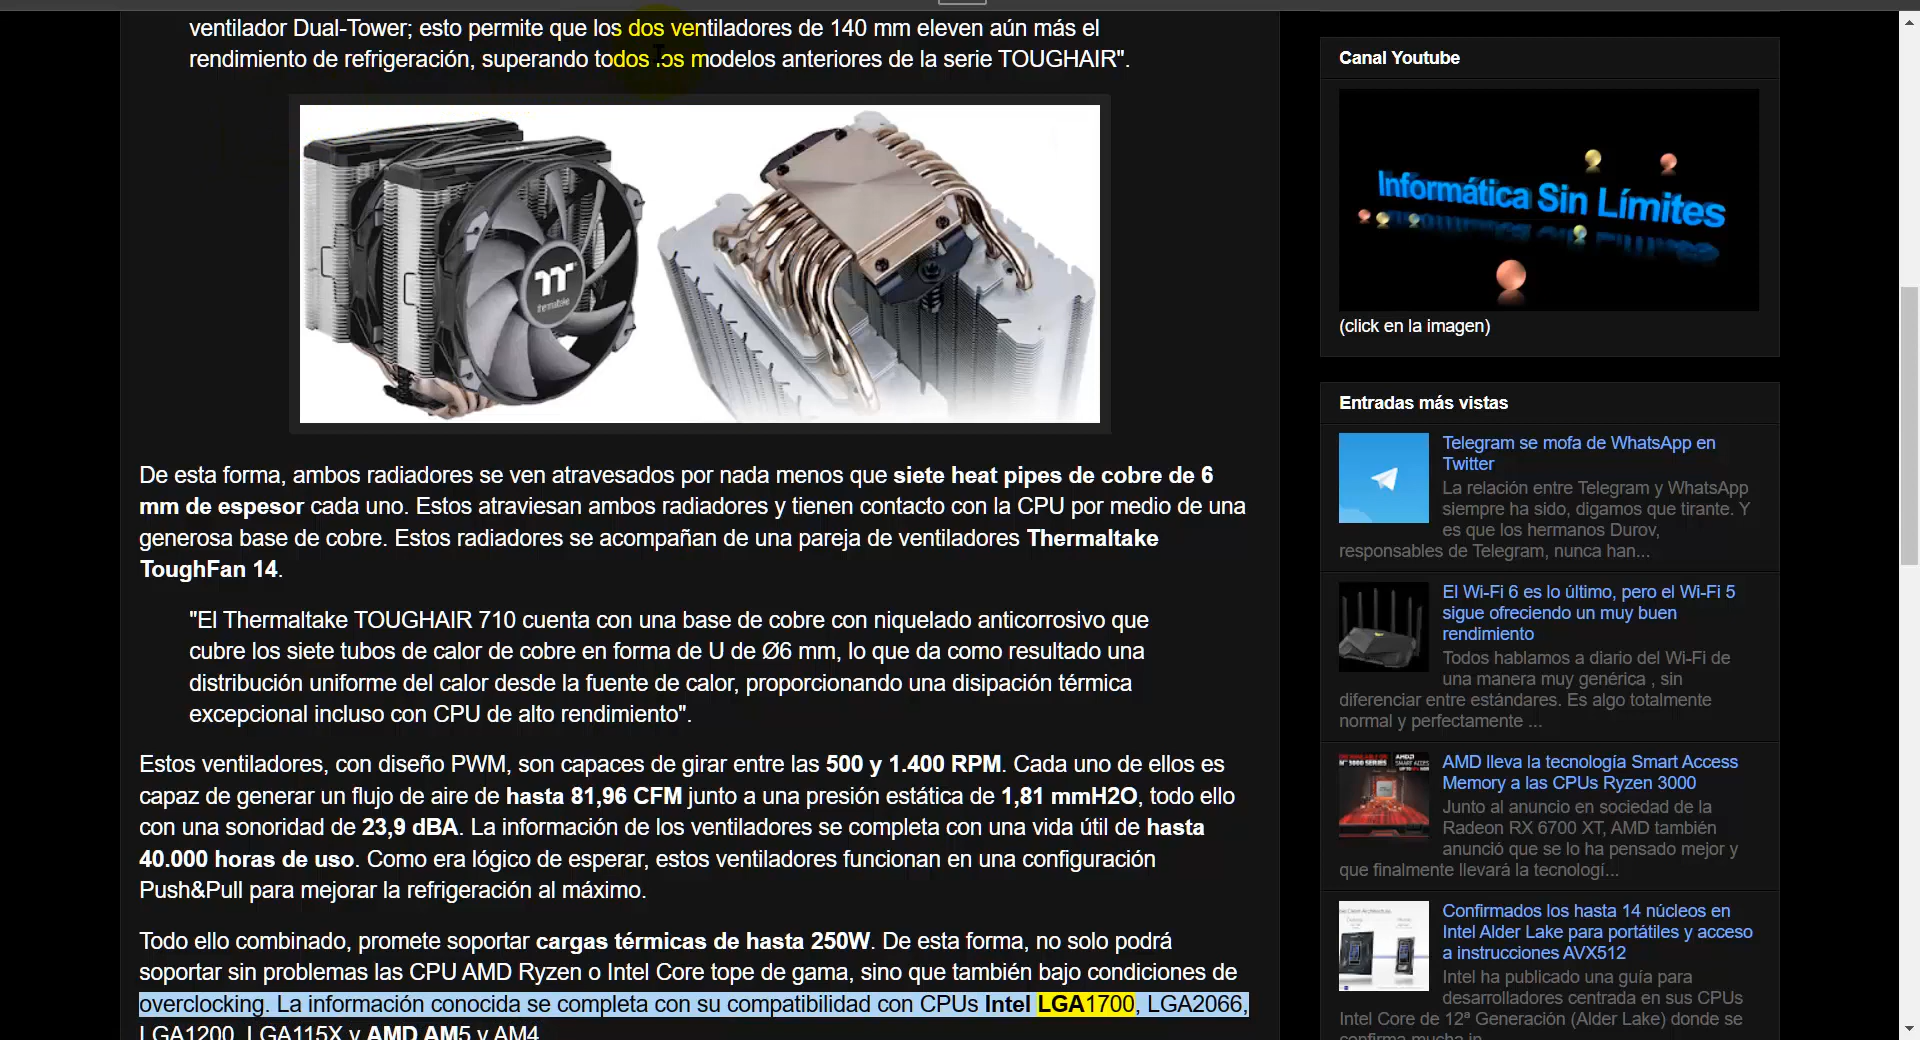 ventilador Dual-Tower; esto permite que los dos ventiladores de 140 mm eleven aún más el
rendimiento de refrigeración, superando todos los modelos anteriores de la serie TOUGHAIR".
thermaltake
De esta forma, ambos radiadores se ven atravesados por nada menos que siete heat pipes de cobre de 6
mm de espesor cada uno. Estos atraviesan ambos radiadores y tienen contacto con la CPU por medio de una
generosa base de cobre. Estos radiadores se acompañan de una pareja de ventiladores Thermaltake
ToughFan 14.
"El Thermaltake TOUGHAIR 710 cuenta con una base de cobre con niquelado anticorrosivo que
cubre los siete tubos de calor de cobre en forma de U de Ø6 mm, lo que da como resultado una
distribución uniforme del calor desde la fuente de calor, proporcionando una disipación térmica
excepcional incluso con CPU de alto rendimiento".
Estos ventiladores, con diseño PWM, son capaces de girar entre las 500 y 1.400 RPM. Cada uno de ellos es
capaz de generar un flujo de aire de hasta 81,96 CFM junto a una presión estática de 1,81 mmH2O, todo ello
con una sonoridad de 23,9 dBA. La información de los ventiladores se completa con una vida útil de hasta
40.000 horas de uso. Como era lógico de esperar, estos ventiladores funcionan en una configuración
Push&Pull para mejorar la refrigeración al máximo.
Todo ello combinado, promete soportar cargas térmicas de hasta 250W. De esta forma, no solo podrá
soportar sin problemas las CPU AMD Ryzen o Intel Core tope de gama, sino que también bajo condiciones de
overclocking. La información conocida se completa con su compatibilidad con CPUs Intel LGA1700, LGA2066,
LGA1200, LGA115X y AMD AM5 y AM4.
Canal Youtube
Informática Sin Límites
(click en la imagen)
Entradas más vistas
Telegram se mofa de WhatsApp en
Twitter
La relación entre Telegram y WhatsApp
siempre ha sido, digamos que tirante. Y
es que los hermanos Durov,
responsables de Telegram, nunca han...
El Wi-Fi 6 es lo último, pero el Wi-Fi 5
sigue ofreciendo un muy buen
rendimiento
Todos hablamos a diario del Wi-Fi de
una manera muy genérica , sin
diferenciar entre estándares. Es algo totalmente
normal y perfectamente ...
AMD lleva la tecnología Smart Access
Memory a las CPUs Ryzen 3000
Junto al anuncio en sociedad de la
Radeon RX 6700 XT, AMD también
anunció que se lo ha pensado mejor y
que finalmente llevará la tecnologí...
Confirmados los hasta 14 núcleos en
Intel Alder Lake para portátiles y acceso
a instrucciones AVX512
Intel ha publicado una guía para
desarrolladores centrada en sus CPUs
Intel Core de 12ª Generación (Alder Lake) donde se
confirma mucha in